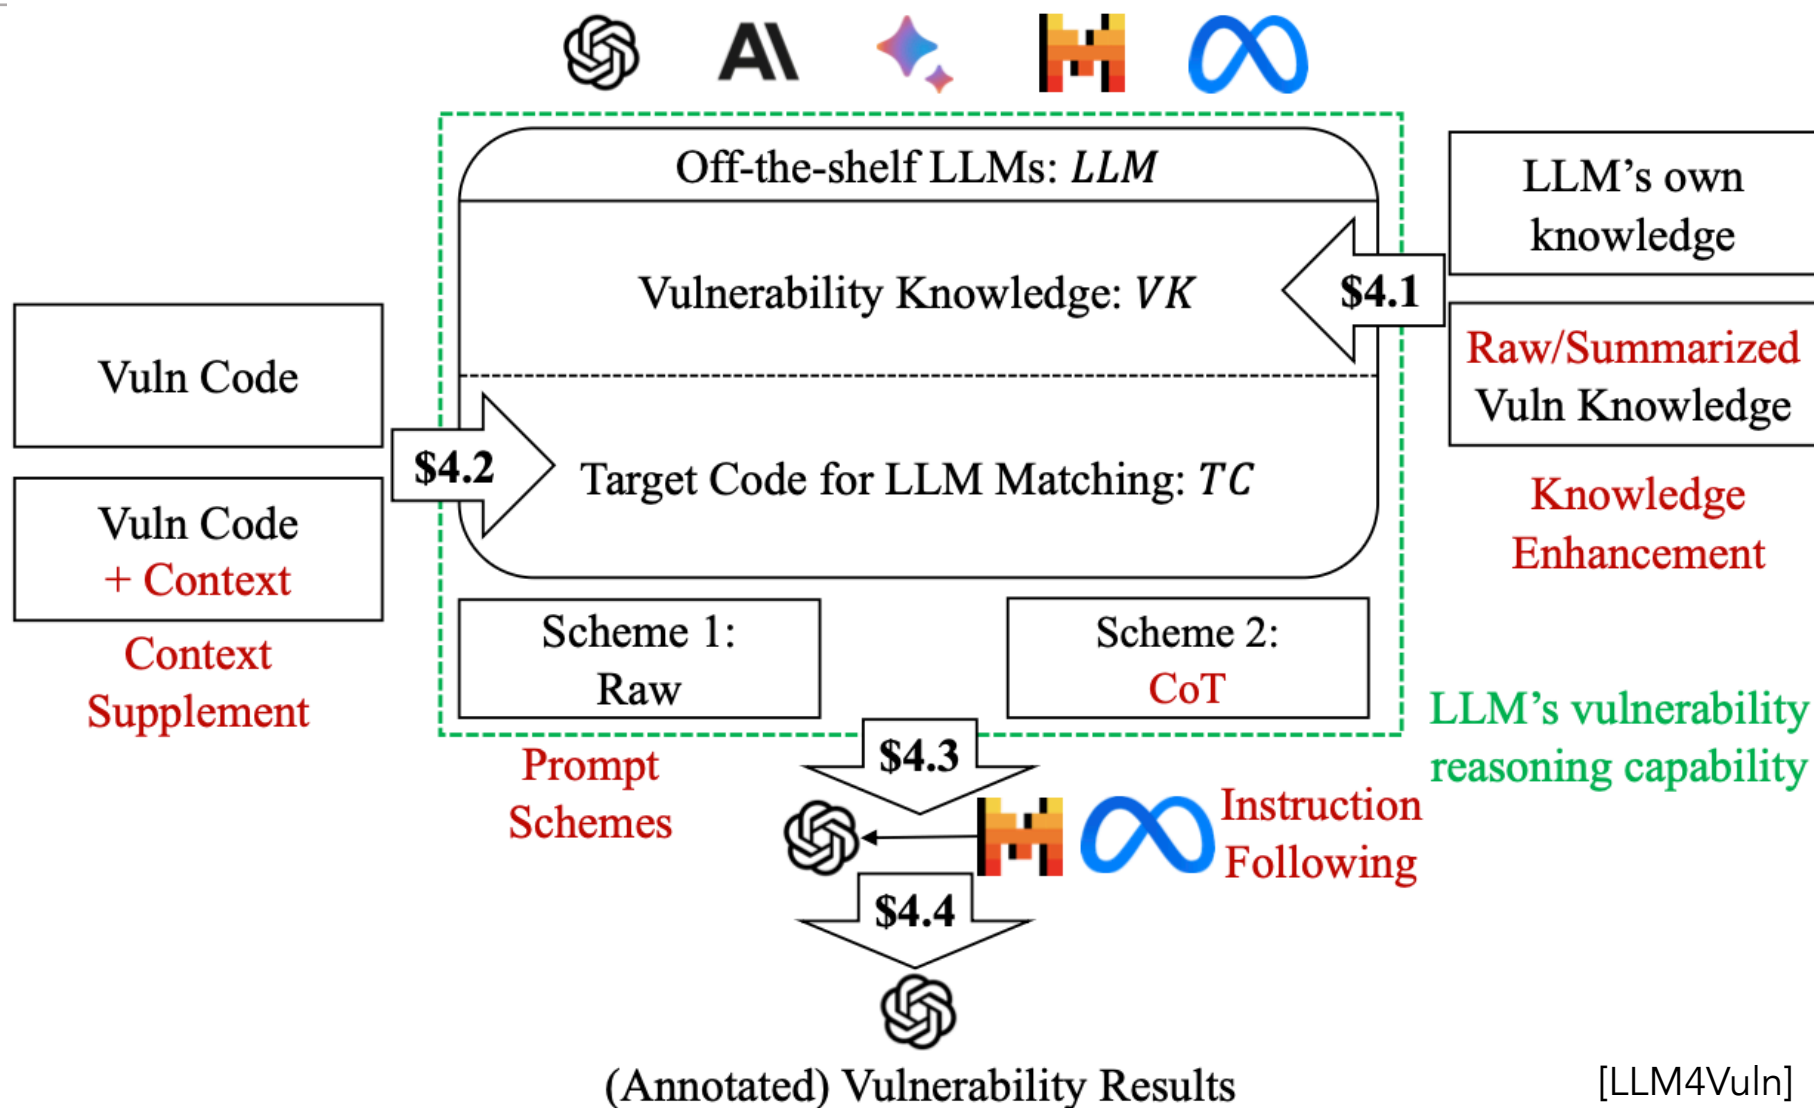 Off-the-shelf LLMs: LLM
Vulnerability Knowledge: VK
$4.1
LLM's own
knowledge
Raw/Summarized
Vuln Knowledge
Knowledge
Enhancement
Vuln Code
Vuln Code
+ Context
Context
Supplement
$4.2
Target Code for LLM Matching: TC
Scheme 1:
Raw
Scheme 2:
CoT
LLM's vulnerability
reasoning capability
Prompt
Schemes
$4.3
Instruction
Following
$4.4
(Annotated) Vulnerability Results
[LLM4Vuln]